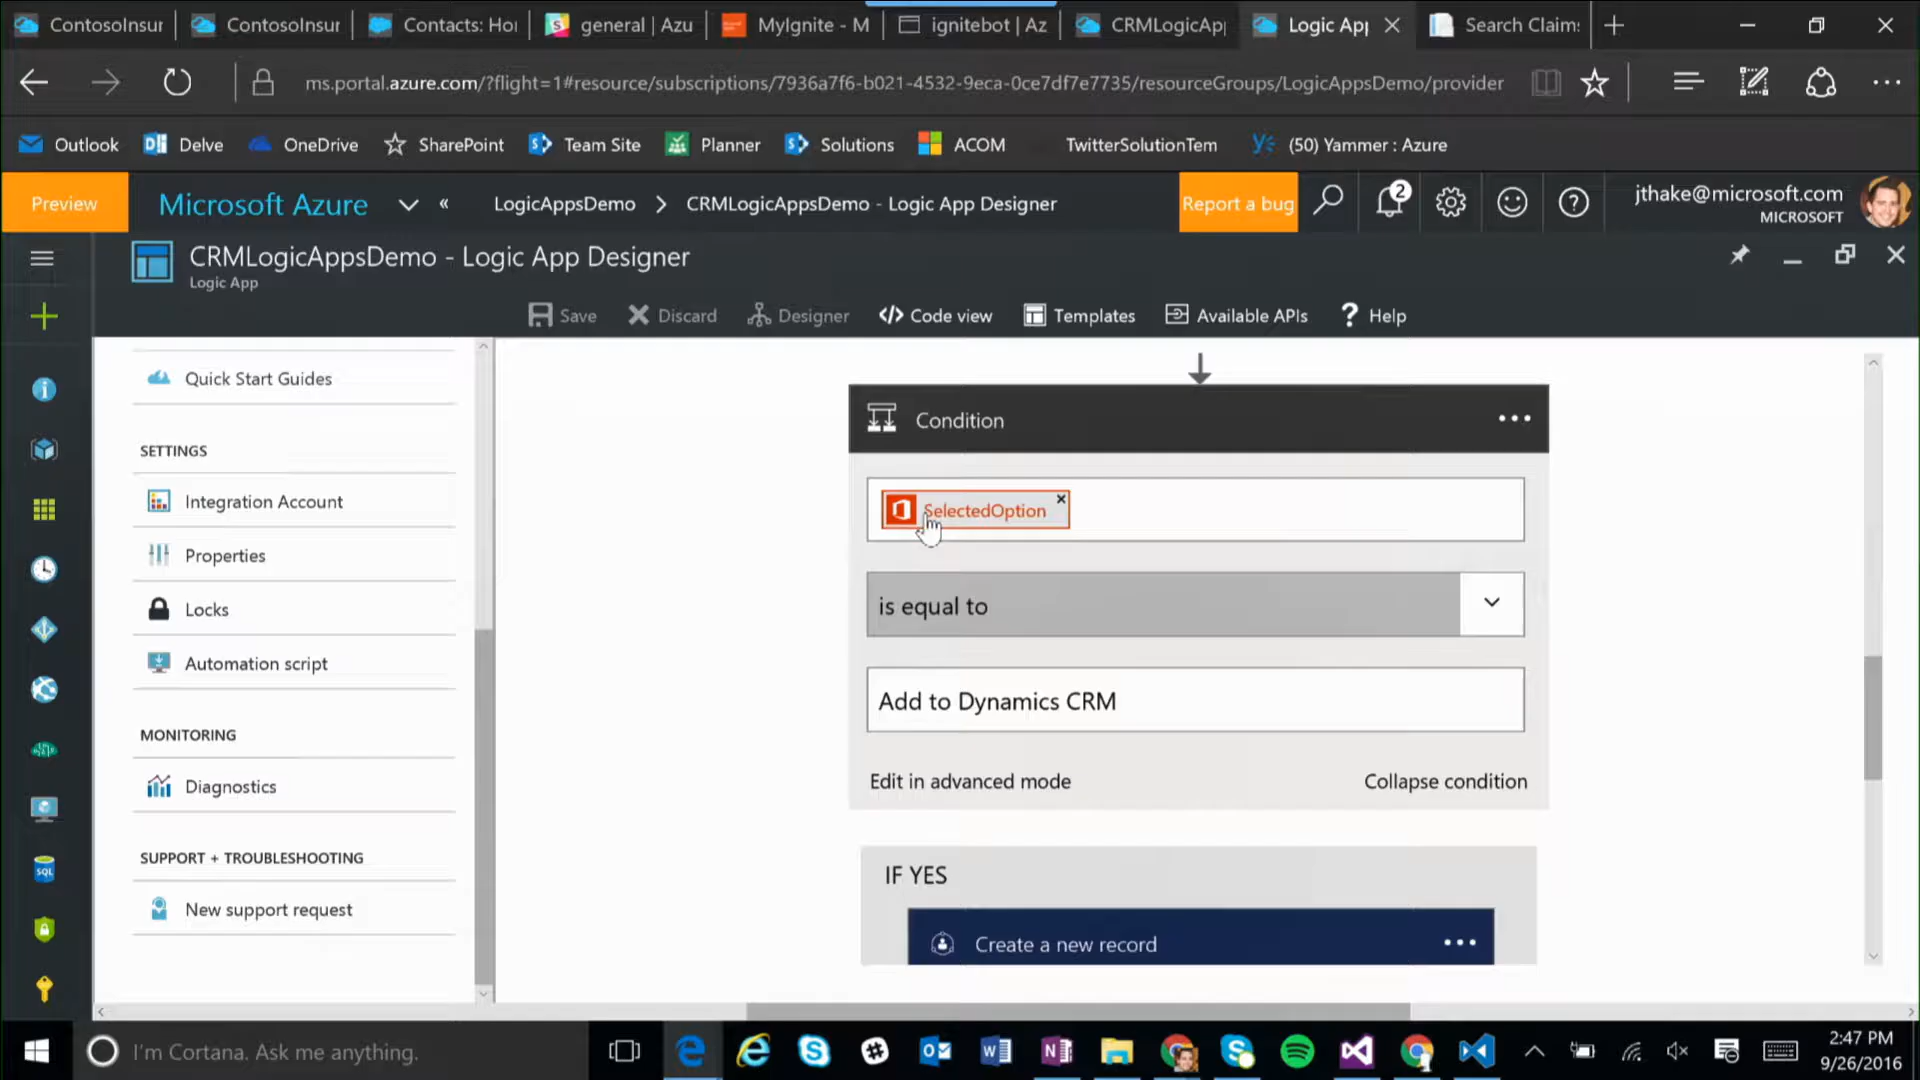 ContosoInsur
ContosoInsur
Contacts: Hor
general | Azu
MyIgnite - M
ignitebot | Az
CRMLogicApp
Logic App
Search Claims
ms.portal.azure.com/?flight=1#resource/subscriptions/7936a7f6-b021-4532-9eca-0ce7df7e7735/resourceGroups/LogicAppsDemo/provider
Outlook
Delve
OneDrive
SharePoint
Team Site
Planner
Solutions
ACOM
TwitterSolutionTem
(50) Yammer : Azure
Preview
Microsoft Azure
LogicAppsDemo
CRMLogicAppsDemo - Logic App Designer
Report a bug
2
jthake@microsoft.com
MICROSOFT
CRMLogicAppsDemo - Logic App Designer
Logic App
Save
Discard
Designer
Code view
Templates
Available APIs
Help
Quick Start Guides
SETTINGS
Integration Account
Properties
Locks
Automation script
MONITORING
Diagnostics
SUPPORT + TROUBLESHOOTING
New support request
Condition
SelectedOption
is equal to
Add to Dynamics CRM
Edit in advanced mode
Collapse condition
IF YES
Create a new record
SQL
I'm Cortana. Ask me anything.
2:47 PM
9/26/2016